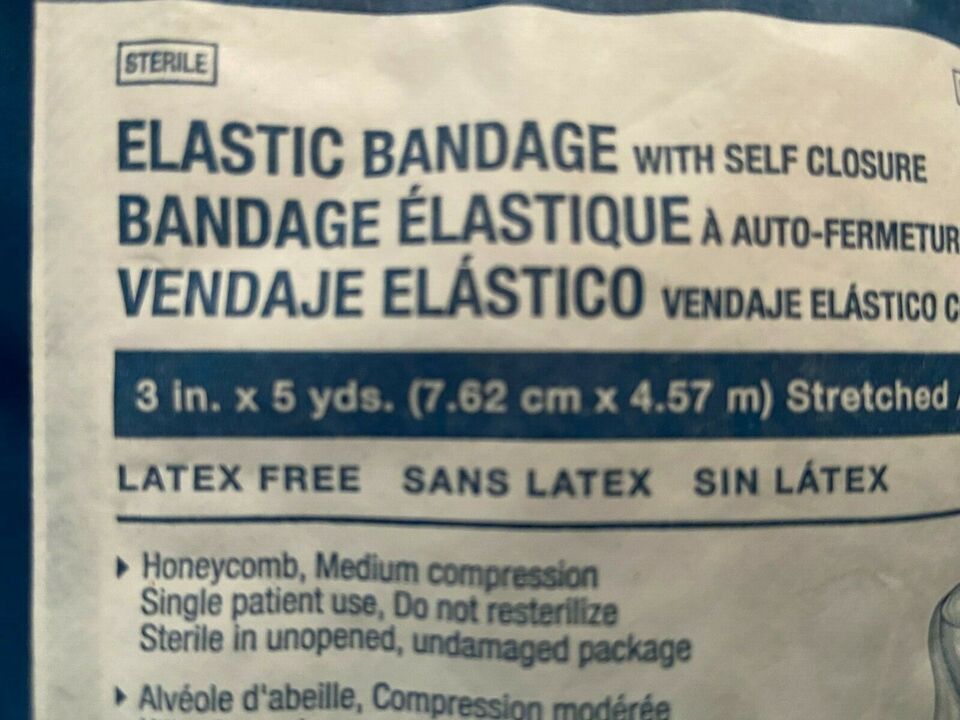 STERILE
ELASTIC BANDAGE WITH SELF CLOSURE
BANDAGE ÉLASTIQUE À AUTO-FERMETUR
VENDAJE ELÁSTICO VENDAJE ELÁSTICO C
3 in. x 5 yds. (7.62 cm x 4.57 m) Stretched
LATEX FREE SANS LATEX SIN LÁTEX
Honeycomb, Medium compression
Single patient use, Do not resterilize
Sterile in unopened, undamaged package
Alvéole d'abeille, Compression modérée